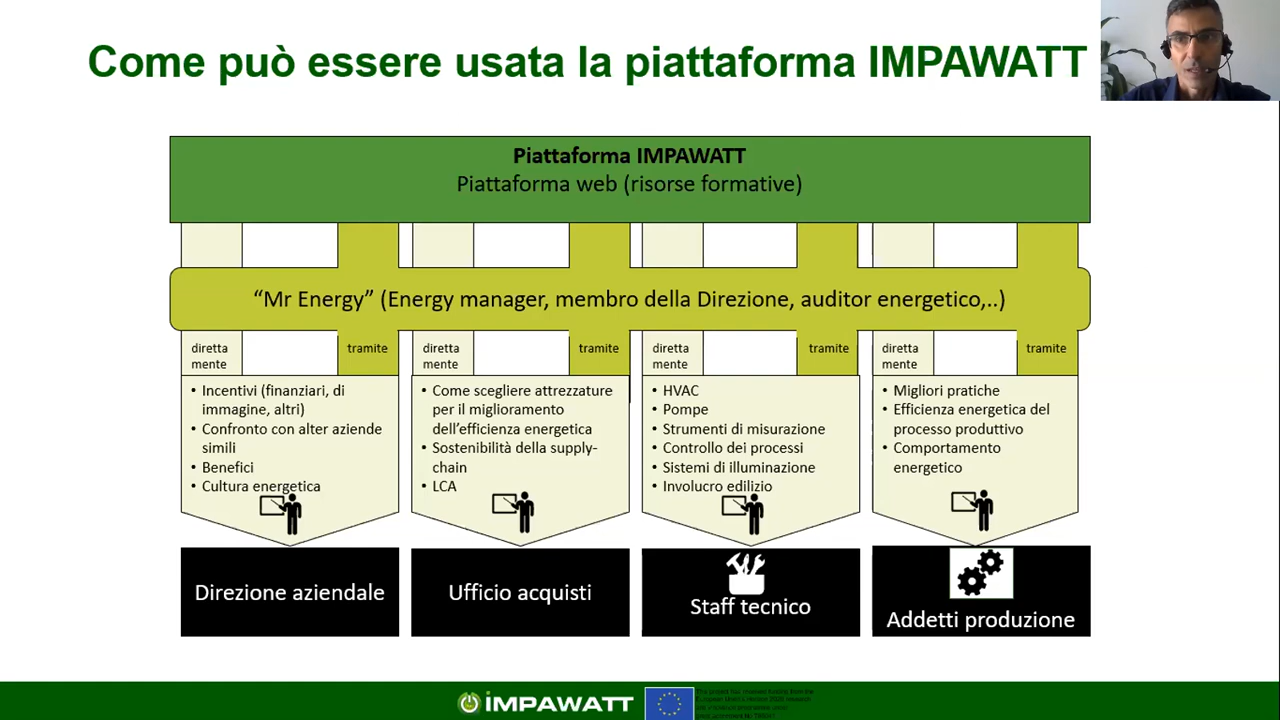 Come può essere usata la piattaforma IMPAWATT
Piattaforma IMPAWATT
Piattaforma web (risorse formative)
“Mr Energy” (Energy manager, membro della Direzione, auditor energetico,..)
diretta
mente
tramite
• Incentivi (finanziari, di
immagine, altri)
• Confronto con alter aziende
simili
• Benefici
• Cultura energetica
Direzione aziendale
diretta
mente
tramite
• Come scegliere attrezzature
per il miglioramento
dell’efficienza energetica
• Sostenibilità della supply-
chain
• LCA
Ufficio acquisti
diretta
mente
tramite
• HVAC
• Pompe
• Strumenti di misurazione
• Controllo dei processi
• Sistemi di illuminazione
• Involucro edilizio
Staff tecnico
diretta
mente
tramite
• Migliori pratiche
• Efficienza energetica del
processo produttivo
• Comportamento
energetico
Addetti produzione
IMPAWATT